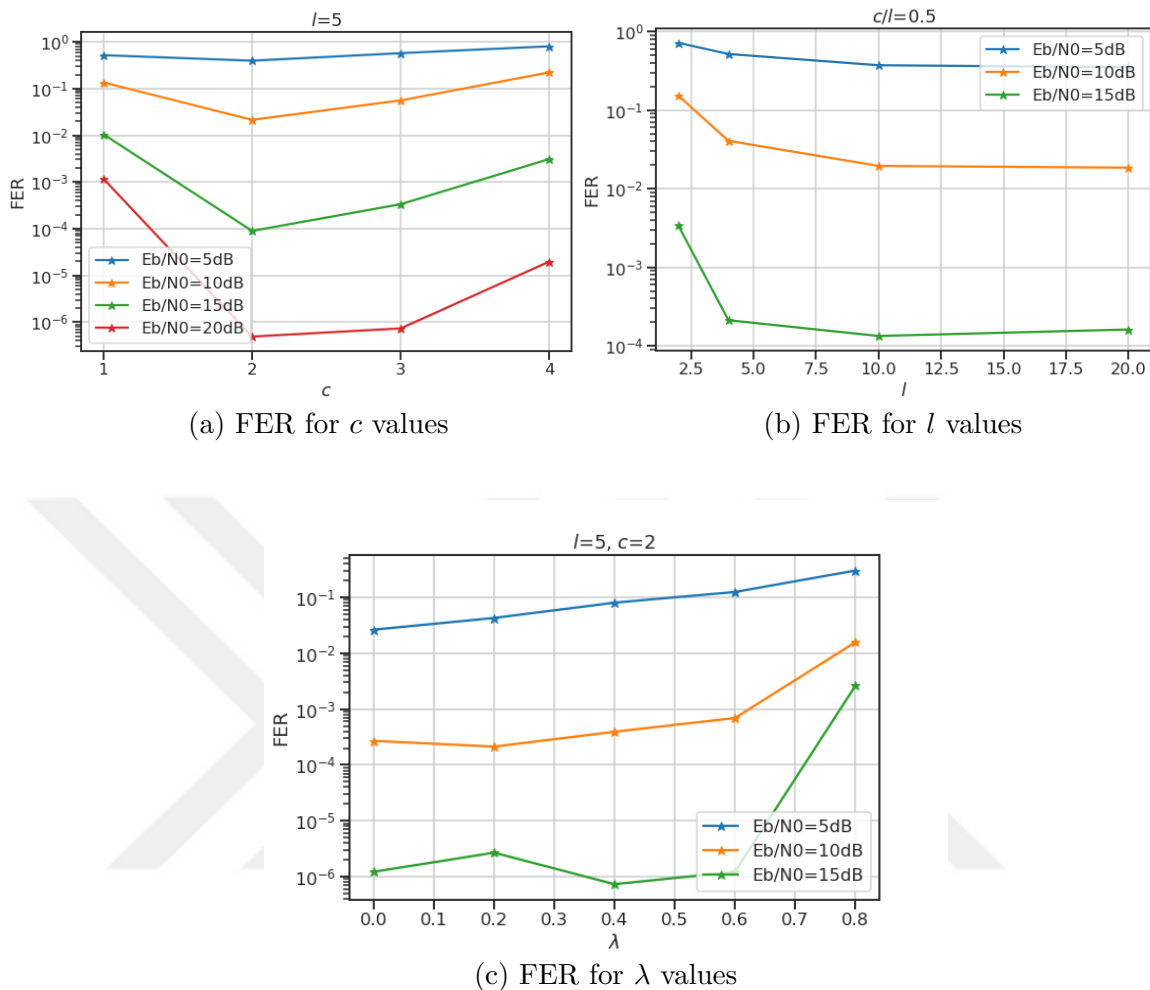 l=5
10⁰
10⁻¹
10⁻²
10⁻³
10⁻⁴
10⁻⁵
10⁻⁶
FER
Eb/N0=5dB
Eb/N0=10dB
Eb/N0=15dB
Eb/N0=20dB
1 2 3 4
c
(a) FER for c values
c/l=0.5
10⁰
10⁻¹
10⁻²
10⁻³
10⁻⁴
FER
Eb/N0=5dB
Eb/N0=10dB
Eb/N0=15dB
2.5 5.0 7.5 10.0 12.5 15.0 17.5 20.0
l
(b) FER for l values
l=5, c=2
10⁻¹
10⁻²
10⁻³
10⁻⁴
10⁻⁵
10⁻⁶
FER
Eb/N0=5dB
Eb/N0=10dB
Eb/N0=15dB
0.0 0.1 0.2 0.3 0.4 0.5 0.6 0.7 0.8
λ
(c) FER for λ values